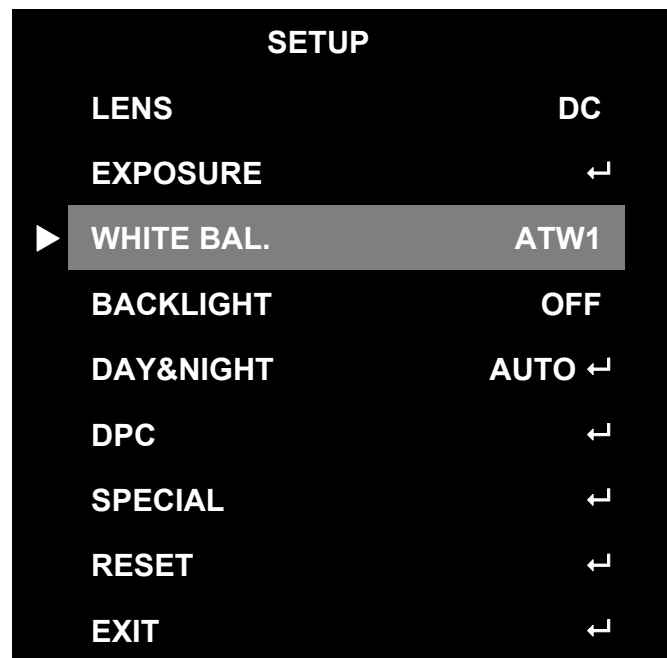 SETUP
LENS DC
EXPOSURE ↵
WHITE BAL. ATW1
BACKLIGHT OFF
DAY&NIGHT AUTO ↵
DPC ↵
SPECIAL ↵
RESET ↵
EXIT ↵